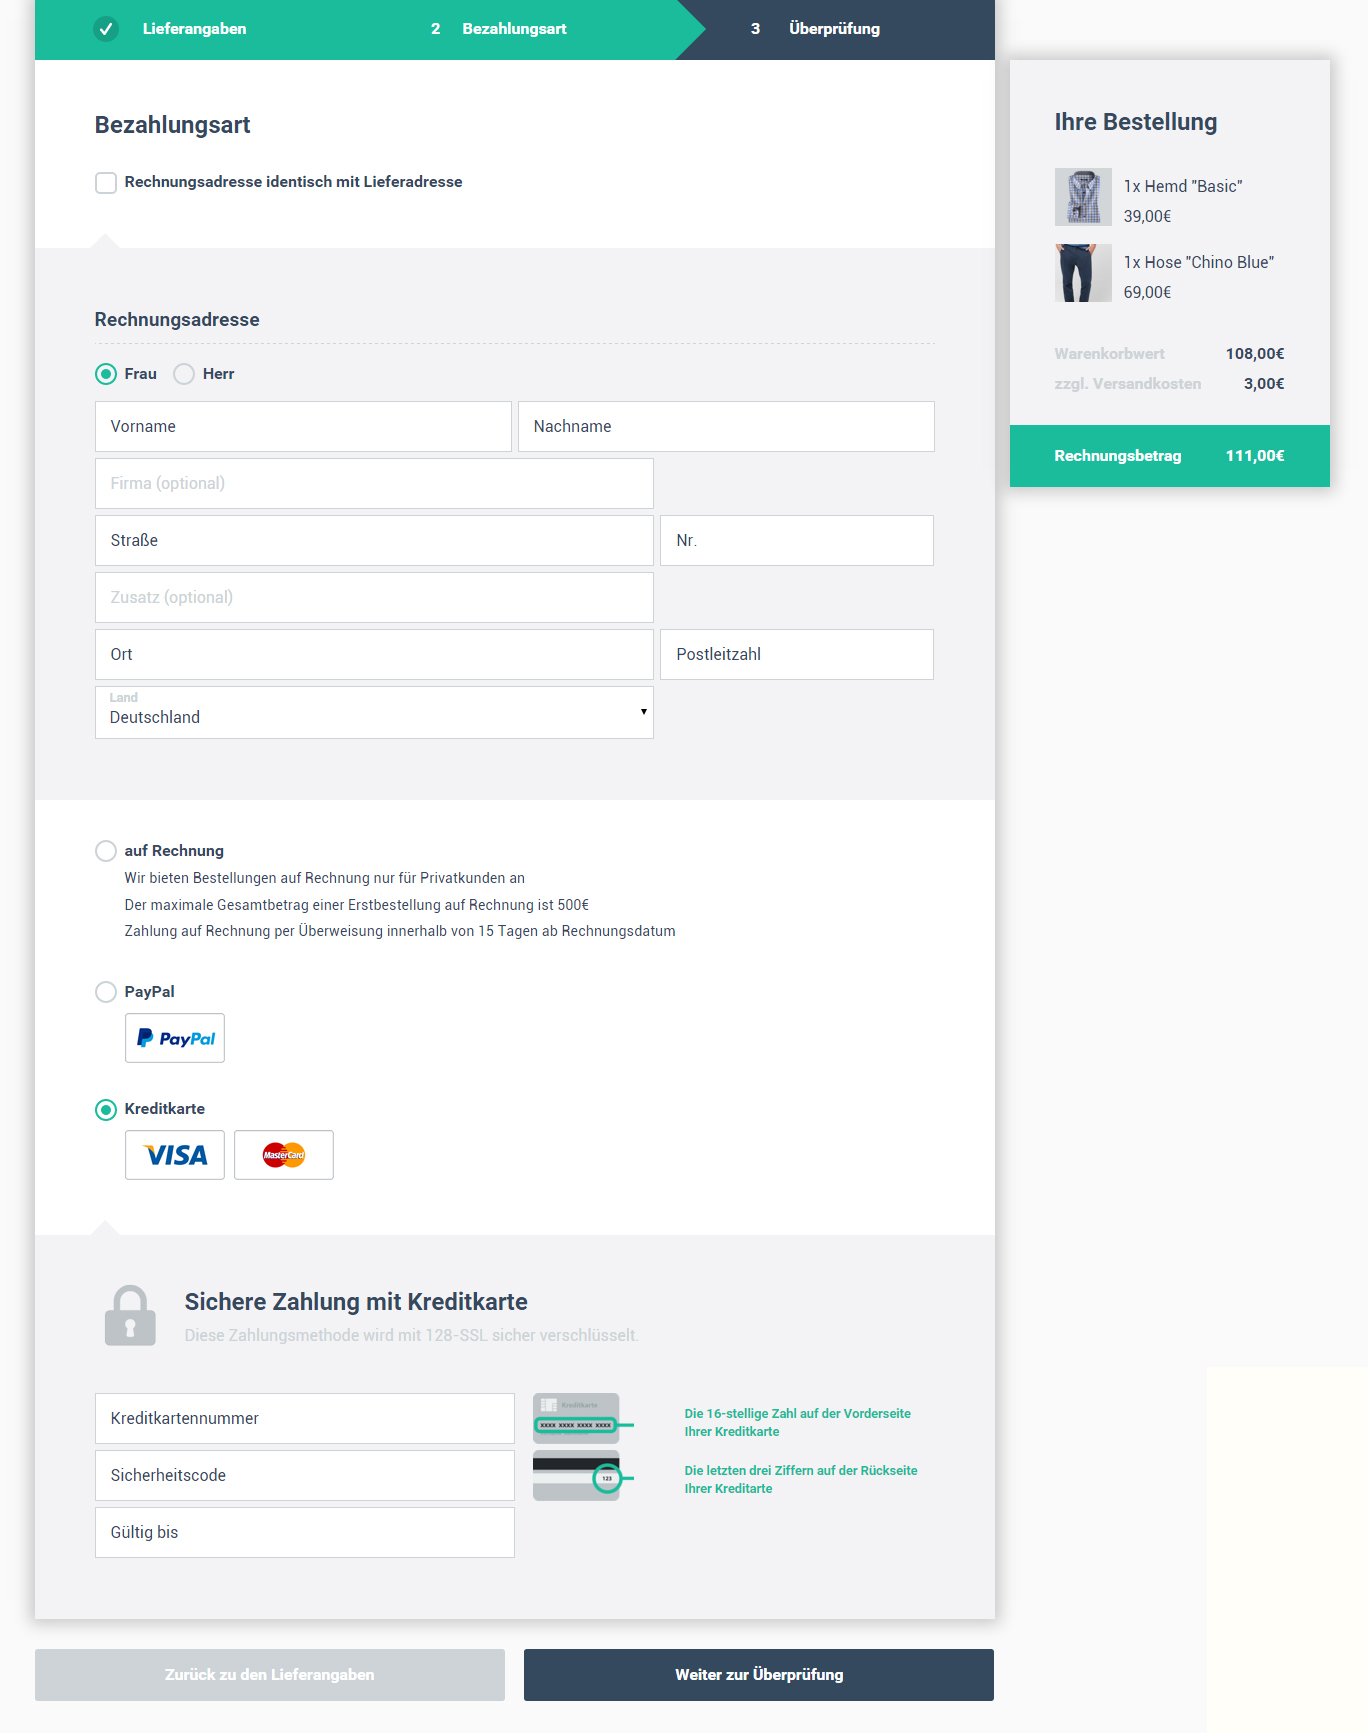 Lieferangaben
2 Bezahlungsart
3 Überprüfung
Bezahlungsart
Rechnungsadresse identisch mit Lieferadresse
Rechnungsadresse
Frau Herr
Vorname Nachname
Firma (optional)
Straße Nr.
Zusatz (optional)
Ort Postleitzahl
Land
Deutschland
auf Rechnung
Wir bieten Bestellungen auf Rechnung nur für Privatkunden an
Der maximale Gesamtbetrag einer Erstbestellung auf Rechnung ist 500€
Zahlung auf Rechnung per Überweisung innerhalb von 15 Tagen ab Rechnungsdatum
PayPal
PayPal
Kreditkarte
VISA MasterCard
Sichere Zahlung mit Kreditkarte
Diese Zahlungsmethode wird mit 128-SSL sicher verschlüsselt.
Kreditkartennummer
Kreditkarte
XXXX XXXX XXXX XXXX
Die 16-stellige Zahl auf der Vorderseite
Ihrer Kreditkarte
Sicherheitscode
123
Die letzten drei Ziffern auf der Rückseite
Ihrer Kreditarte
Gültig bis
Zurück zu den Lieferangaben
Weiter zur Überprüfung
Ihre Bestellung
1x Hemd "Basic"
39,00€
1x Hose "Chino Blue"
69,00€
Warenkorbwert 108,00€
zzgl. Versandkosten 3,00€
Rechnungsbetrag 111,00€